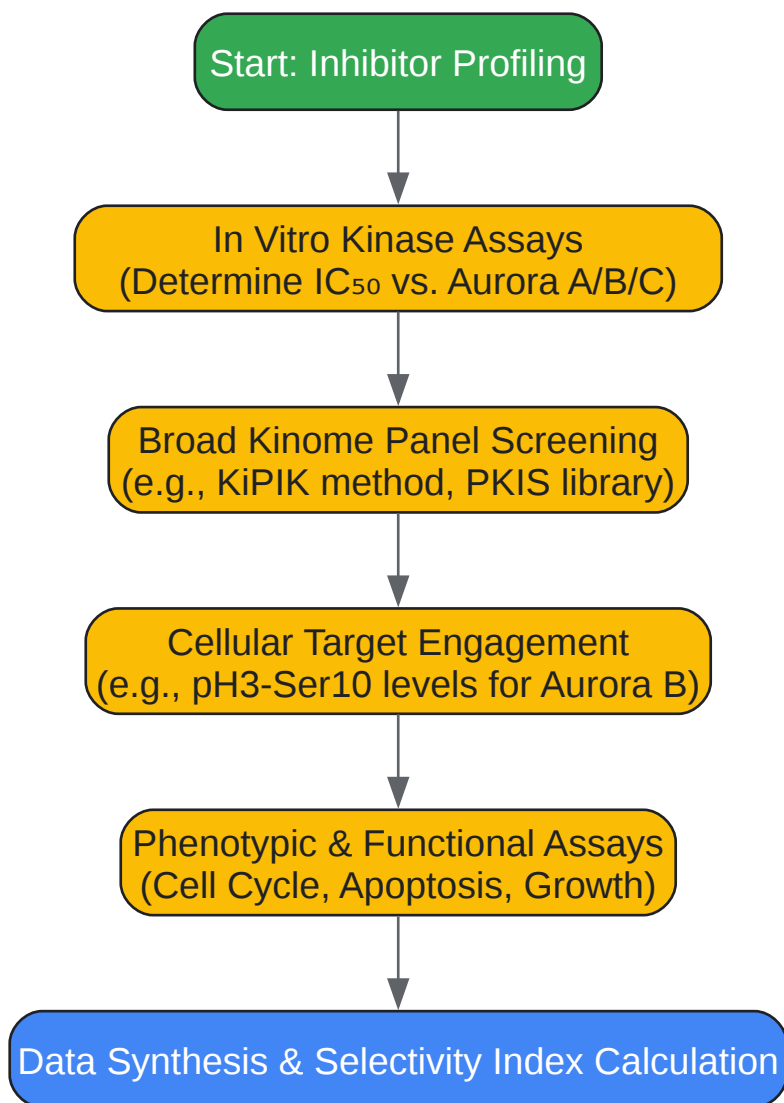 Start: Inhibitor Profiling
In Vitro Kinase Assays
(Determine IC₅₀ vs. Aurora A/B/C)
Broad Kinome Panel Screening
(e.g., KiPIK method, PKIS library)
Cellular Target Engagement
(e.g., pH3-Ser10 levels for Aurora B)
Phenotypic & Functional Assays
(Cell Cycle, Apoptosis, Growth)
Data Synthesis & Selectivity Index Calculation